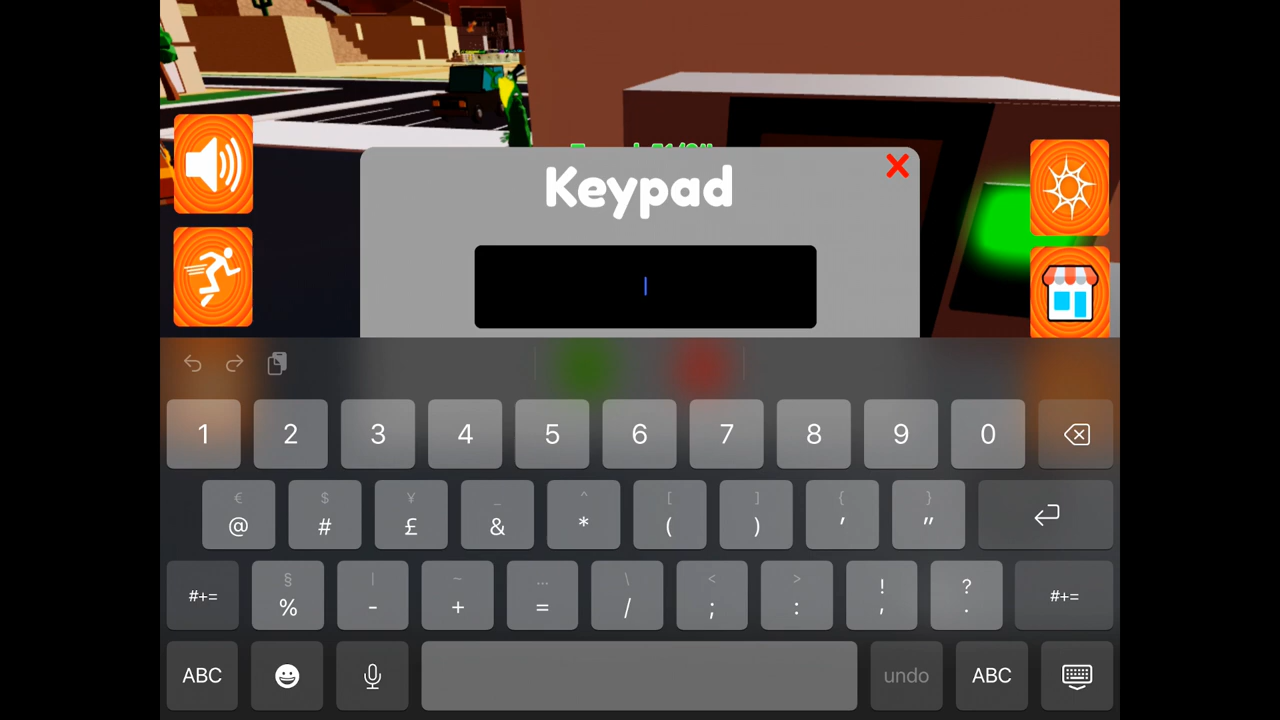 Keypad
1 2 3 4 5 6 7 8 9 0
€ $ ¥ _ ^ [ ] { }
@ # £ & * ( ) ' "
§ | ~ … \ < > ! ?
#+= % - + = / ; : , . #+=
ABC undo ABC